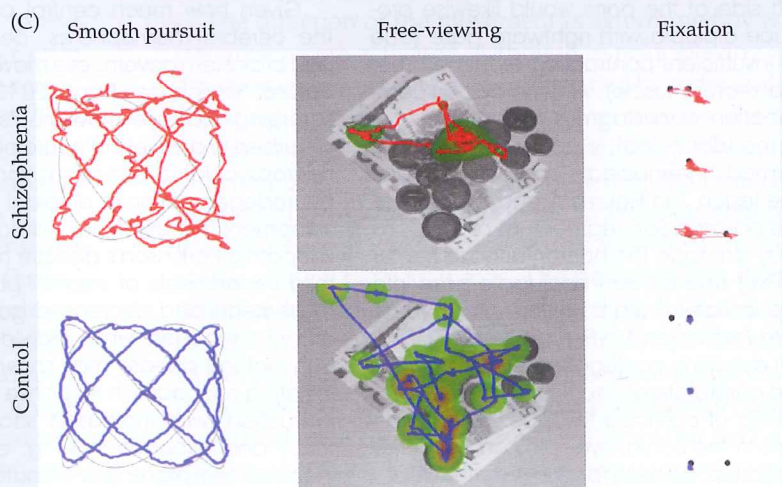 (C)
Smooth pursuit
Free-viewing
Fixation
Schizophrenia
Control